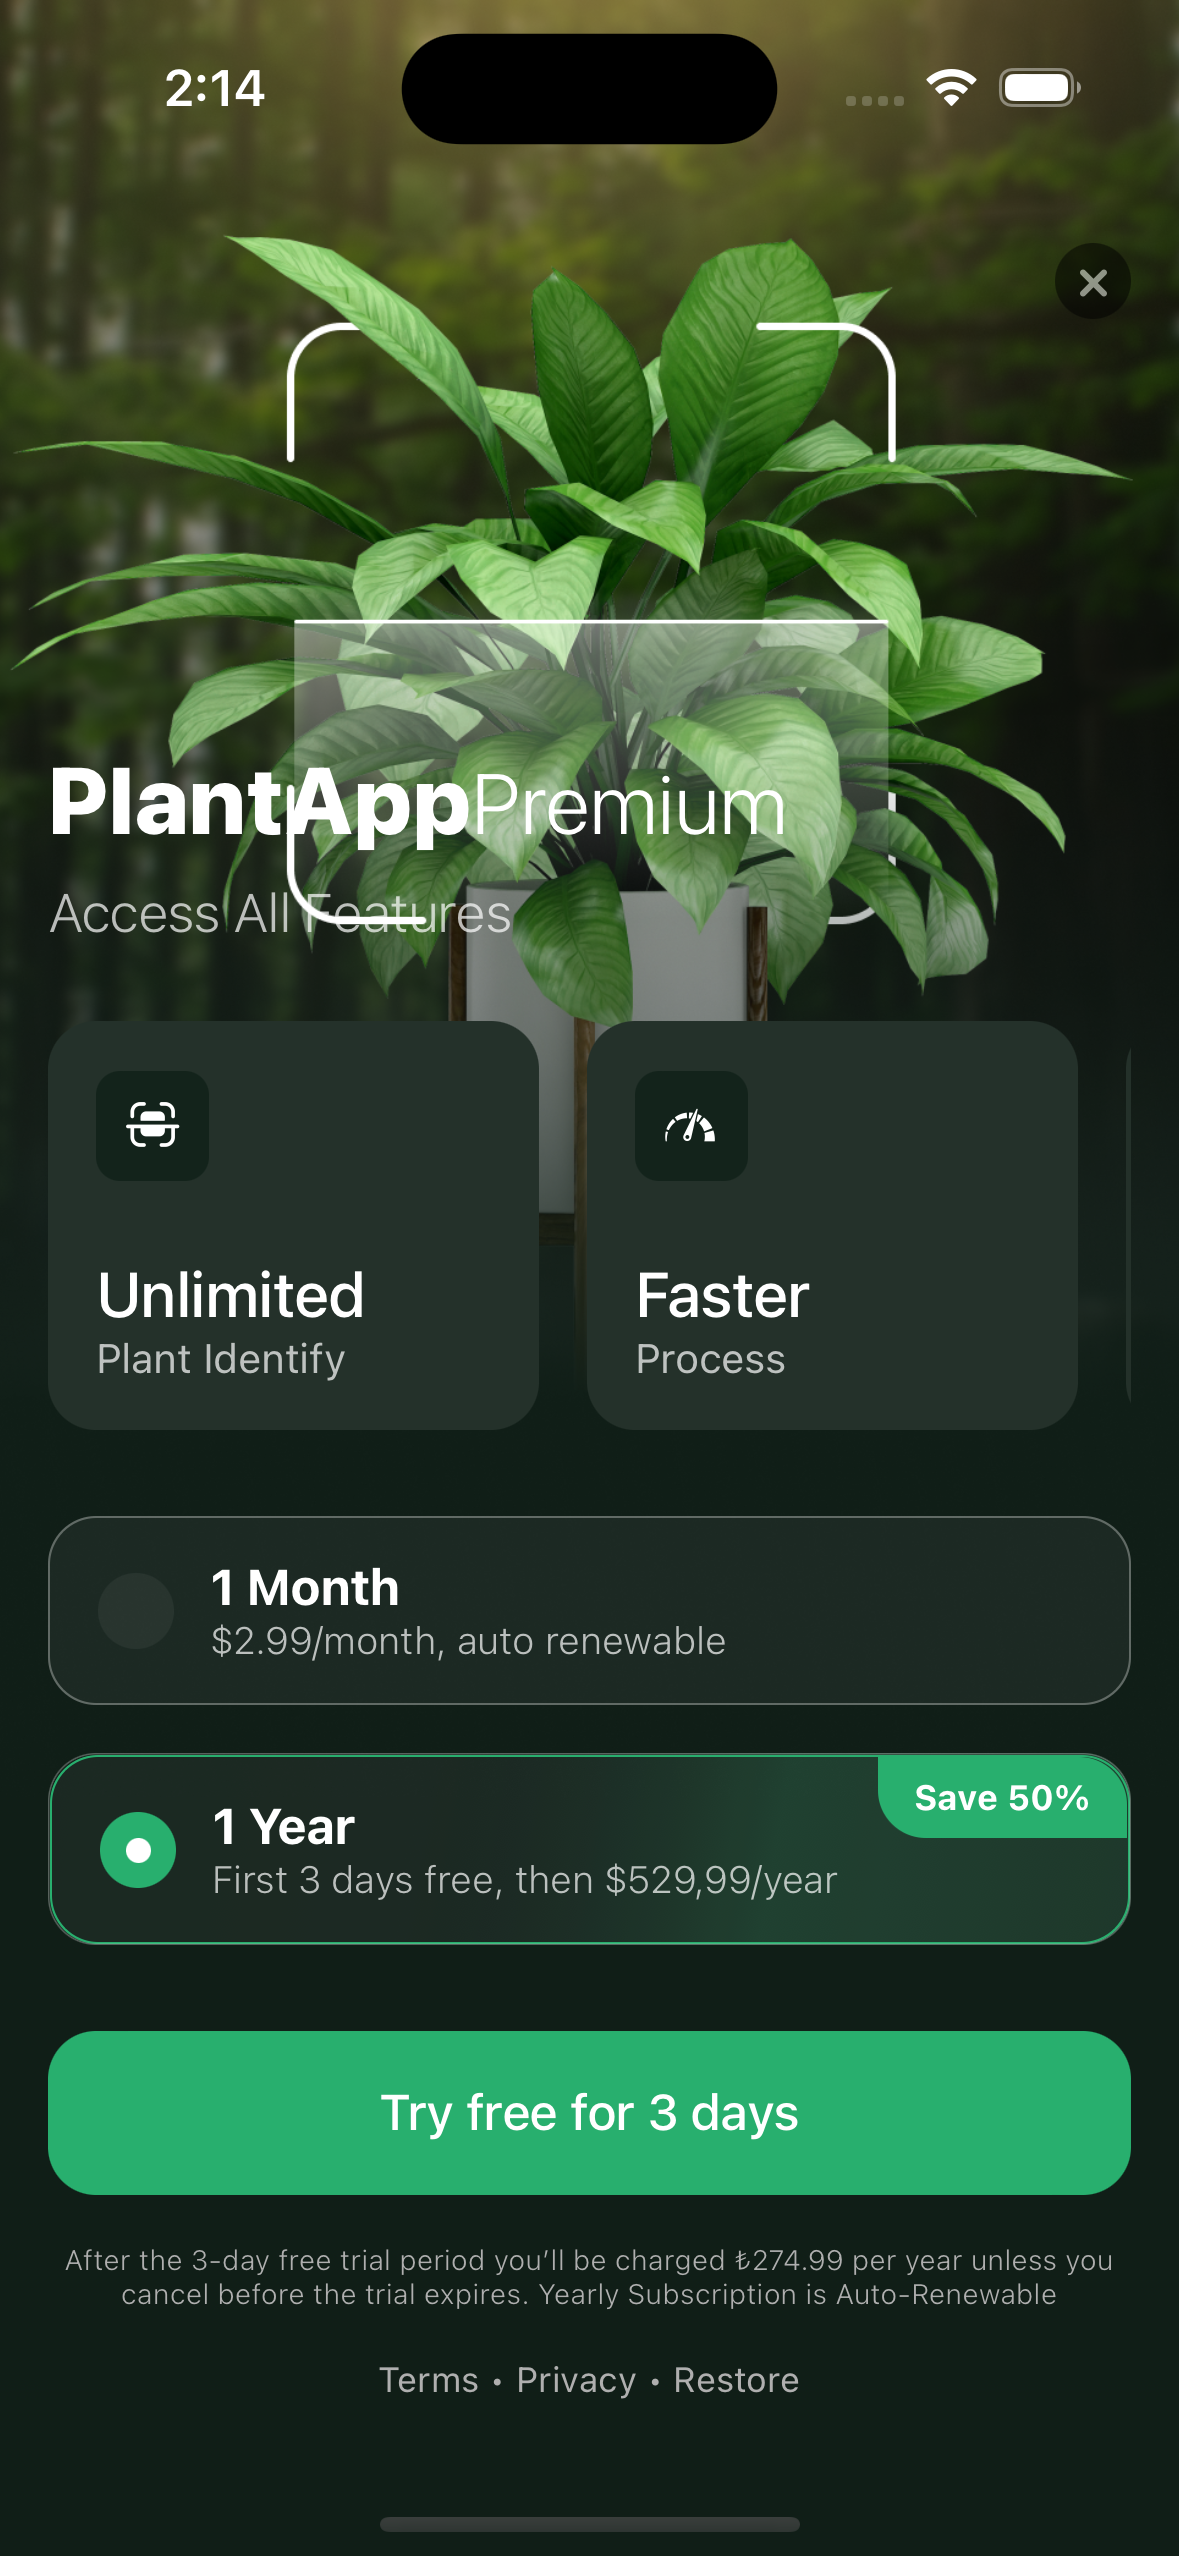 2:14
PlantApp Premium
Access All Features
Unlimited
Plant Identify
Faster
Process
1 Month
$2.99/month, auto renewable
Save 50%
1 Year
First 3 days free, then $529,99/year
Try free for 3 days
After the 3-day free trial period you’ll be charged ₺274.99 per year unless you
cancel before the trial expires. Yearly Subscription is Auto-Renewable
Terms • Privacy • Restore